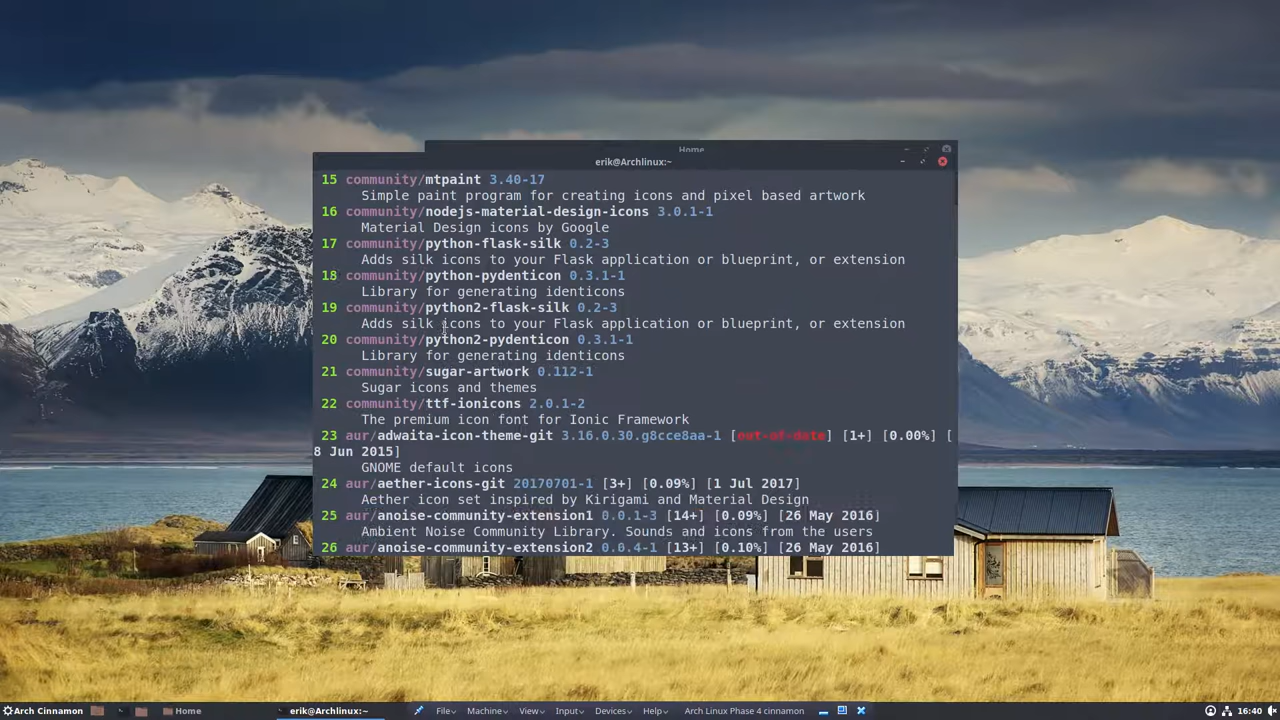 Home
erik@Archlinux:~
15 community/mtpaint 3.40-17
Simple paint program for creating icons and pixel based artwork
16 community/nodejs-material-design-icons 3.0.1-1
Material Design icons by Google
17 community/python-flask-silk 0.2-3
Adds silk icons to your Flask application or blueprint, or extension
18 community/python-pydenticon 0.3.1-1
Library for generating identicons
19 community/python2-flask-silk 0.2-3
Adds silk icons to your Flask application or blueprint, or extension
20 community/python2-pydenticon 0.3.1-1
Library for generating identicons
21 community/sugar-artwork 0.112-1
Sugar icons and themes
22 community/ttf-ionicons 2.0.1-2
The premium icon font for Ionic Framework
23 aur/adwaita-icon-theme-git 3.16.0.30.g8cce8aa-1 [out-of-date] [1+] [0.00%] [
8 Jun 2015]
GNOME default icons
24 aur/aether-icons-git 20170701-1 [3+] [0.09%] [1 Jul 2017]
Aether icon set inspired by Kirigami and Material Design
25 aur/anoise-community-extension1 0.0.1-3 [14+] [0.09%] [26 May 2016]
Ambient Noise Community Library. Sounds and icons from the users
26 aur/anoise-community-extension2 0.0.4-1 [13+] [0.10%] [26 May 2016]
Arch Cinnamon Home erik@Archlinux:~ File Machine View Input Devices Help Arch Linux Phase 4 cinnamon 16:40